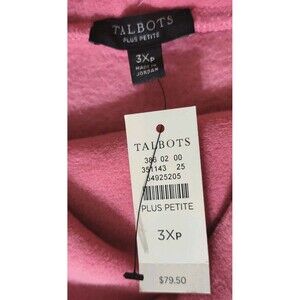 TALBOTS
PLUS PETITE
3XP
MADE IN
JORDAN
TALBOTS
386 02 00
351143 25
54925205
PLUS PETITE
3XP
$79.50